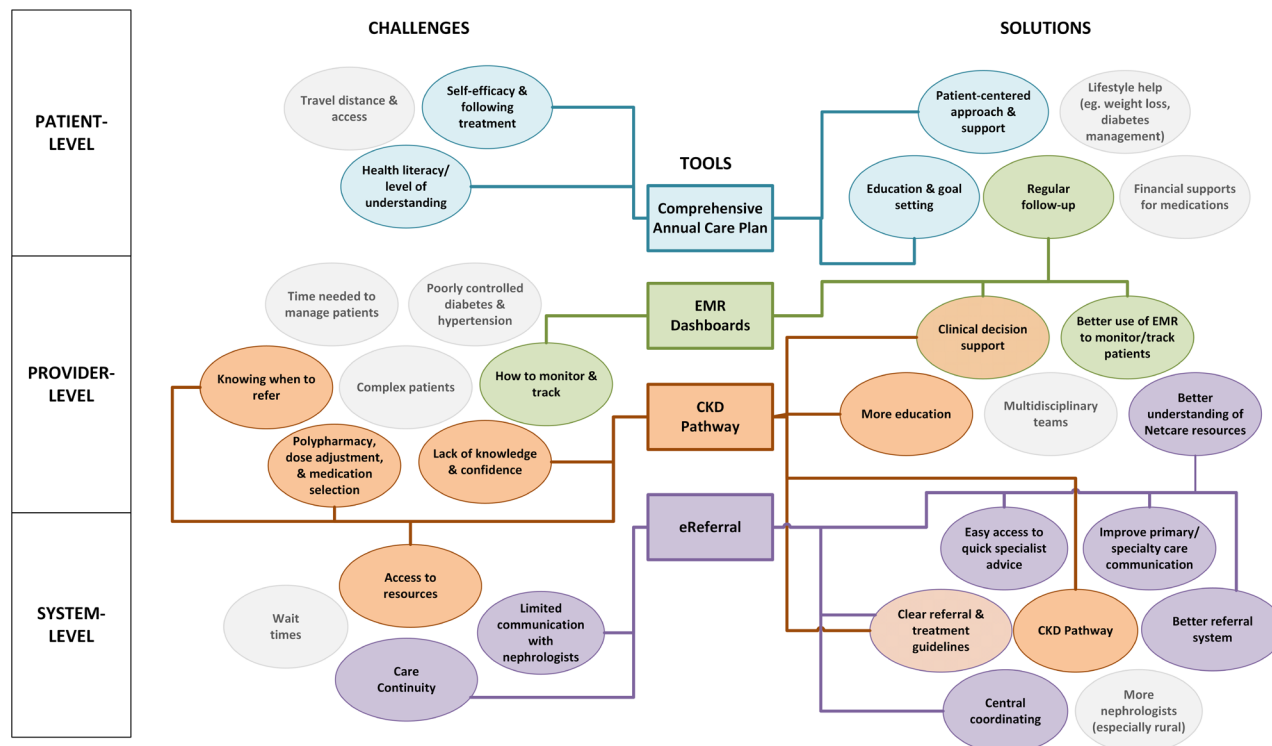 CHALLENGES
SOLUTIONS
PATIENT-
LEVEL
Travel distance &
access
Self-efficacy &
following
treatment
Health literacy/
level of
understanding
TOOLS
Comprehensive
Annual Care Plan
Patient-centered
approach &
support
Lifestyle help
(eg. weight loss,
diabetes
management)
Education & goal
setting
Regular
follow-up
Financial supports
for medications
PROVIDER-
LEVEL
Time needed to
manage patients
Poorly controlled
diabetes &
hypertension
Knowing when to
refer
Complex patients
How to monitor &
track
Polypharmacy,
dose adjustment,
& medication
selection
Lack of knowledge
& confidence
EMR
Dashboards
CKD
Pathway
Clinical decision
support
Better use of EMR
to monitor/track
patients
More education
Multidisciplinary
teams
Better
understanding of
Netcare resources
SYSTEM-
LEVEL
Access to
resources
Wait
times
Limited
communication
with
nephrologists
Care
Continuity
eReferral
Easy access to
quick specialist
advice
Improve primary/
specialty care
communication
Clear referral &
treatment
guidelines
CKD Pathway
Better referral
system
Central
coordinating
More
nephrologists
(especially rural)